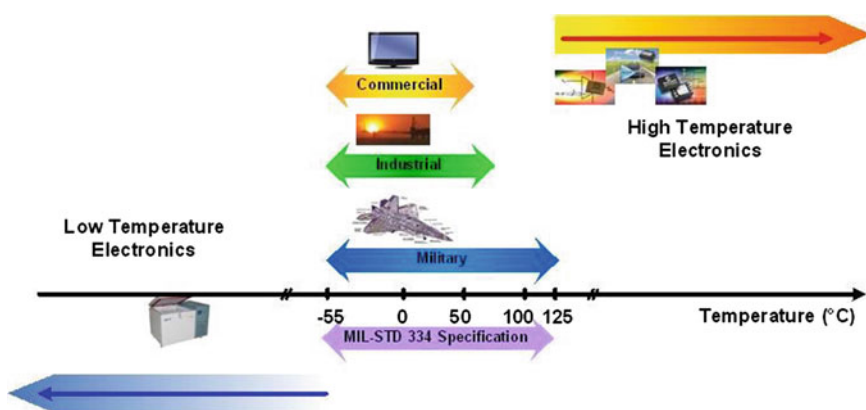 Commercial
High Temperature
Electronics
Industrial
Low Temperature
Electronics
Military
-55 0 50 100 125 Temperature (°C)
MIL-STD 334 Specification